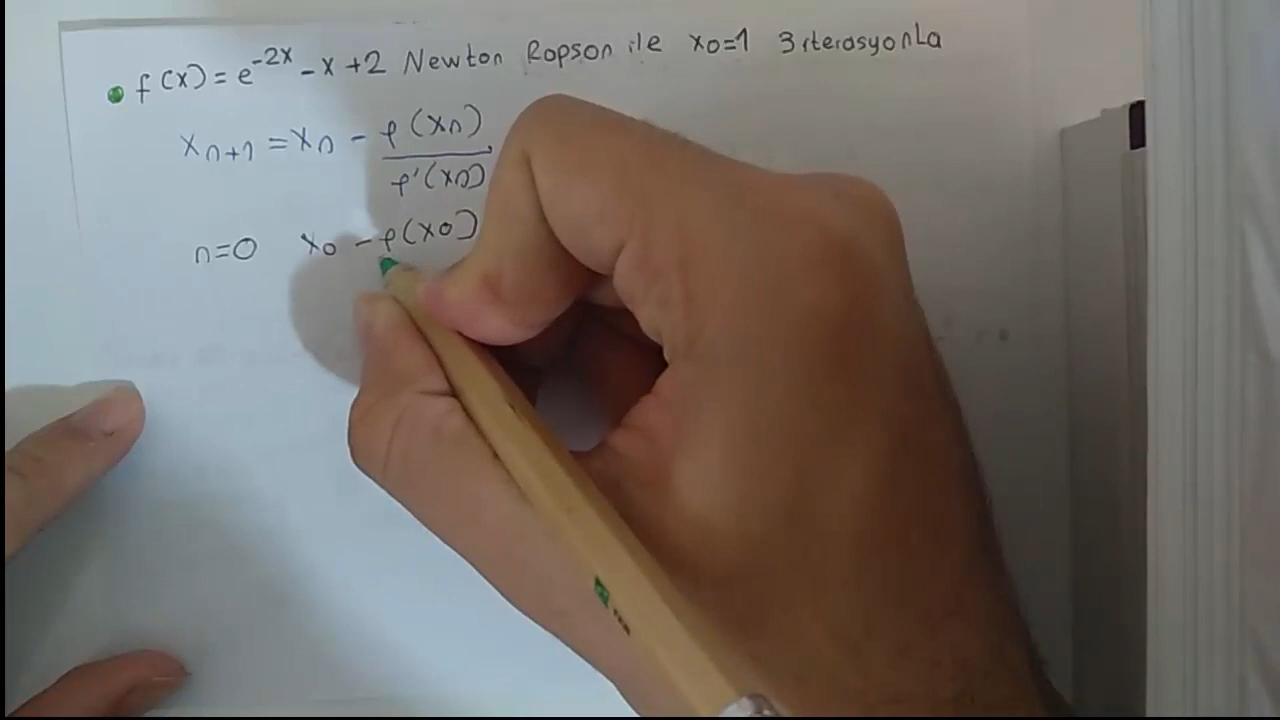 f(x) = e^-2x - x + 2 Newton Rapson ile x0=1 3 iterasyonla
xn+1 = xn - f(xn) / f'(xn)
n=0 x0 - f(x0)